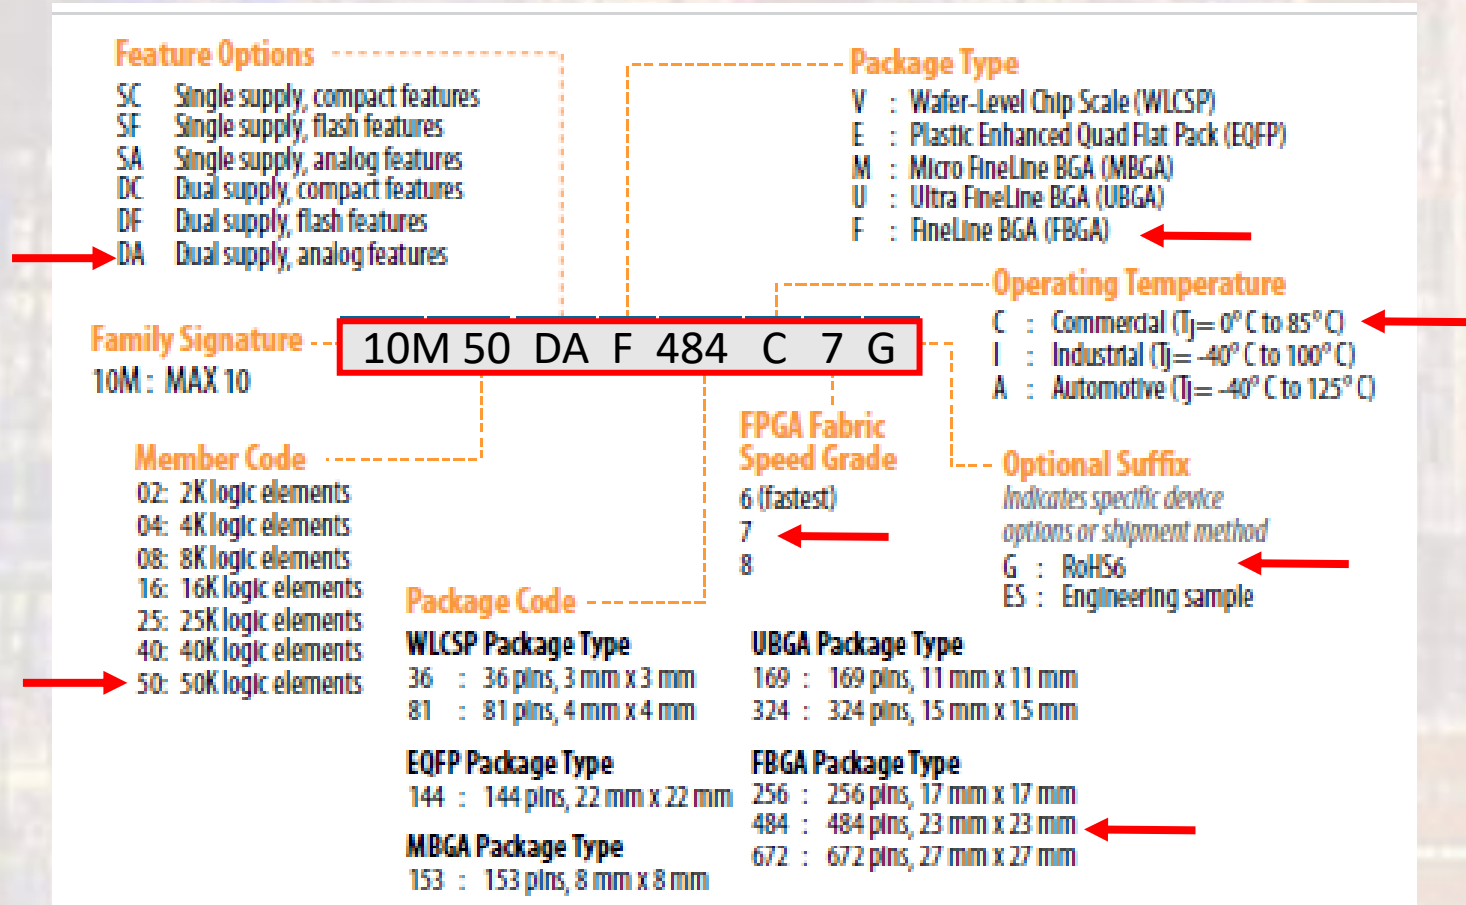 Feature Options
SC Single supply, compact features
SF Single supply, flash features
SA Single supply, analog features
DC Dual supply, compact features
DF Dual supply, flash features
DA Dual supply, analog features
Package Type
V : Wafer-Level Chip Scale (WLCSP)
E : Plastic Enhanced Quad Flat Pack (EQFP)
M : Micro FineLine BGA (MBGA)
U : Ultra FineLine BGA (UBGA)
F : FineLine BGA (FBGA)
Operating Temperature
C : Commercial (Tj= 0° C to 85° C)
I : Industrial (Tj= -40° C to 100° C)
A : Automotive (Tj= -40° C to 125° C)
Family Signature
10M : MAX 10
10M 50 DA F 484 C 7 G
Member Code
02: 2K logic elements
04: 4K logic elements
08: 8K logic elements
16: 16K logic elements
25: 25K logic elements
40: 40K logic elements
50: 50K logic elements
FPGA Fabric
Speed Grade
6 (fastest)
7
8
Optional Suffix
Indicates specific device
options or shipment method
G : RoHS6
ES : Engineering sample
Package Code
WLCSP Package Type
36 : 36 pins, 3 mm x 3 mm
81 : 81 pins, 4 mm x 4 mm
EQFP Package Type
144 : 144 pins, 22 mm x 22 mm
MBGA Package Type
153 : 153 pins, 8 mm x 8 mm
UBGA Package Type
169 : 169 pins, 11 mm x 11 mm
324 : 324 pins, 15 mm x 15 mm
FBGA Package Type
256 : 256 pins, 17 mm x 17 mm
484 : 484 pins, 23 mm x 23 mm
672 : 672 pins, 27 mm x 27 mm